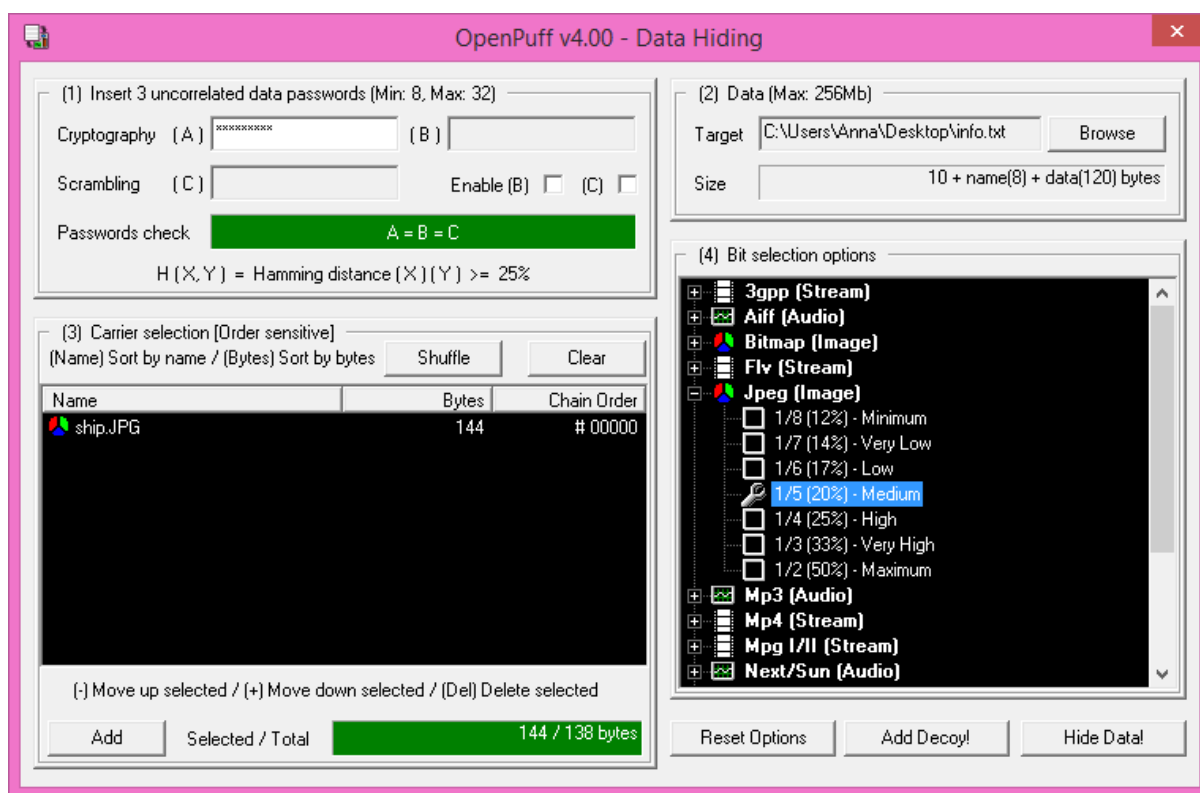 OpenPuff v4.00 - Data Hiding
(1) Insert 3 uncorrelated data passwords (Min: 8, Max: 32)
Cryptography (A) ********* (B)
Scrambling (C) Enable (B) (C)
Passwords check A = B = C
H (X,Y) = Hamming distance (X)(Y) >= 25%
(2) Data (Max: 256Mb)
Target C:\Users\Anna\Desktop\info.txt Browse
Size 10 + name(8) + data(120) bytes
(3) Carrier selection [Order sensitive]
(Name) Sort by name / (Bytes) Sort by bytes Shuffle Clear
Name Bytes Chain Order
ship.JPG 144 # 00000
(-) Move up selected / (+) Move down selected / (Del) Delete selected
Add Selected / Total 144 / 138 bytes
(4) Bit selection options
3gpp (Stream)
Aiff (Audio)
Bitmap (Image)
Flv (Stream)
Jpeg (Image)
1/8 (12%) - Minimum
1/7 (14%) - Very Low
1/6 (17%) - Low
1/5 (20%) - Medium
1/4 (25%) - High
1/3 (33%) - Very High
1/2 (50%) - Maximum
Mp3 (Audio)
Mp4 (Stream)
Mpg I/II (Stream)
Next/Sun (Audio)
Reset Options Add Decoy! Hide Data!